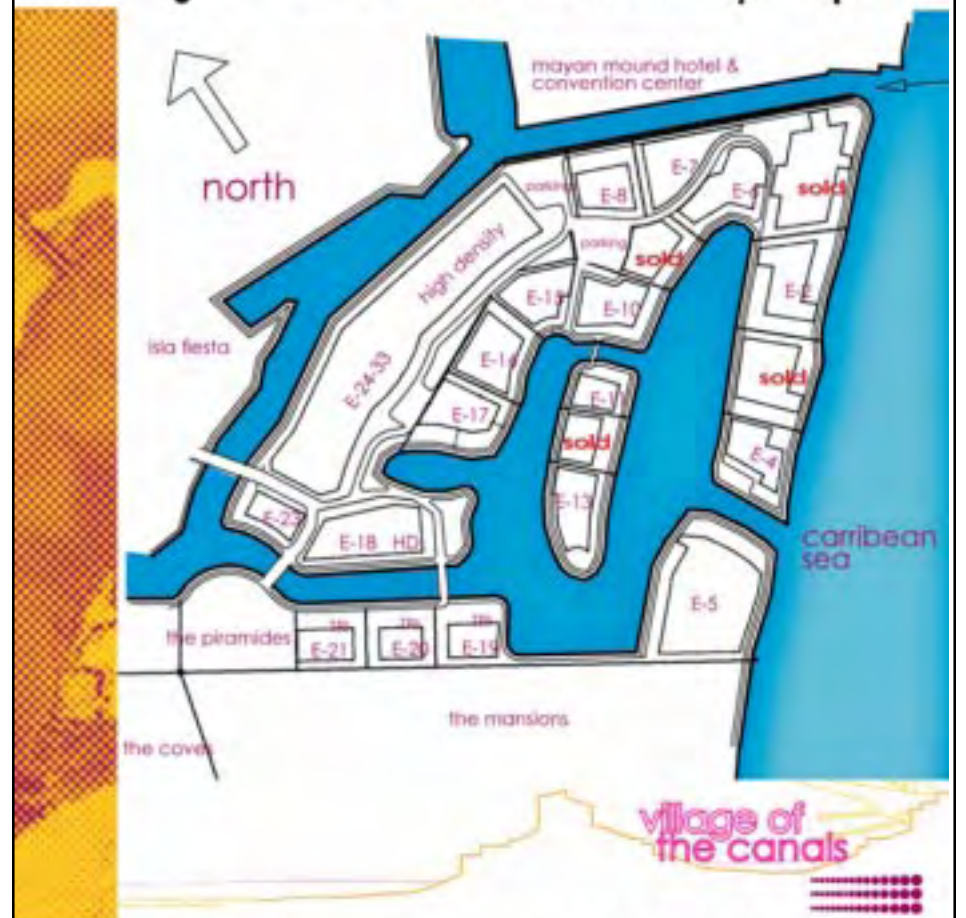 mayan mound hotel &
convention center
north
parking
E-8
E-7
E-6
sold
high density
parking
sold
E-2
E-15
E-10
isla fiesta
E-16
sold
E-24-33
E-11
E-17
sold
E-4
E-13
E-22
E-18 HD
carribean
sea
E-5
the piramides
E-21
E-20
E-19
the mansions
the coves
village of
the canals